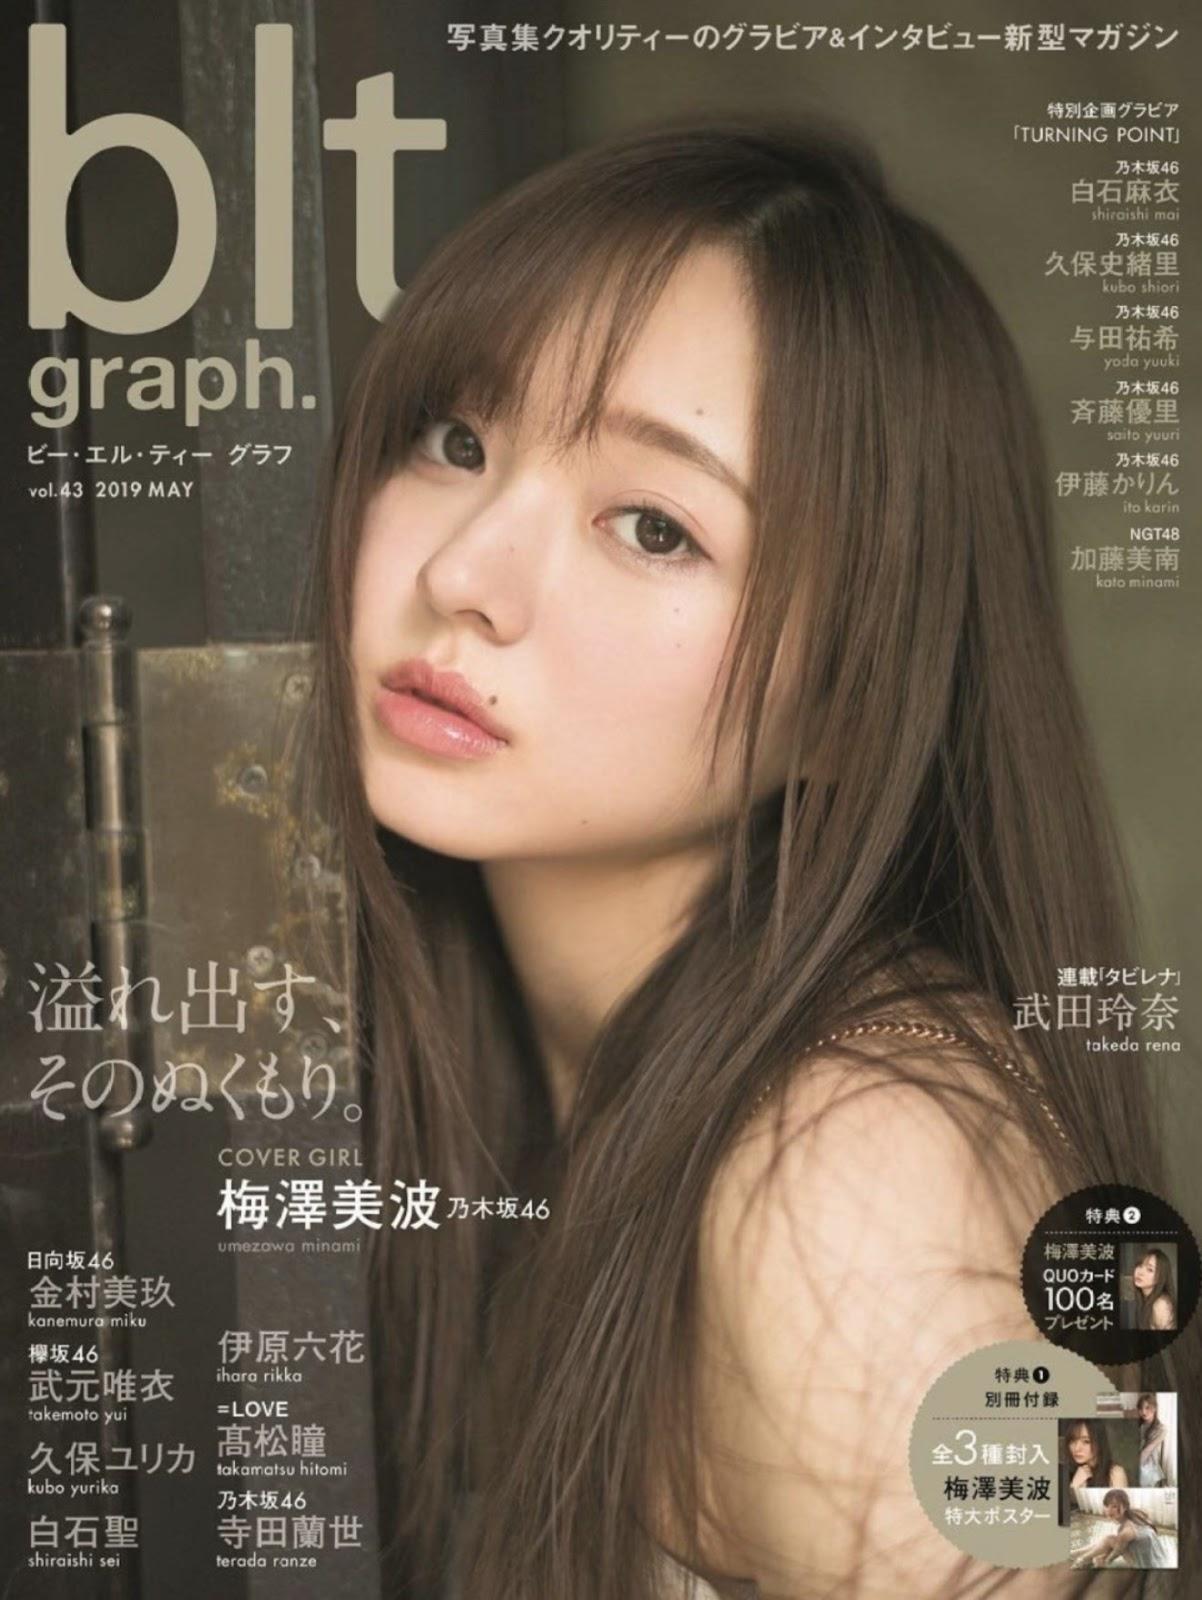 写真集クオリティーのグラビア&インタビュー新型マガジン
blt
graph.
ビー・エル・ティー グラフ
vol.43 2019 MAY
特別企画グラビア
「TURNING POINT」
乃木坂46
白石麻衣
shiraishi mai
乃木坂46
久保史緒里
kubo shiori
乃木坂46
与田祐希
yoda yuuki
乃木坂46
斉藤優里
saito yuuri
乃木坂46
伊藤かりん
ito karin
NGT48
加藤美南
kato minami
連載「タビレナ」
武田玲奈
takeda rena
溢れ出す、
そのぬくもり。
COVER GIRL
梅澤美波 乃木坂46
umezawa minami
日向坂46
金村美玖
kanemura miku
欅坂46
武元唯衣
takemoto yui
久保ユリカ
kubo yurika
白石聖
shiraishi sei
伊原六花
ihara rikka
=LOVE
髙松瞳
takamatsu hitomi
乃木坂46
寺田蘭世
terada ranze
特典❷
梅澤美波
QUOカード
100名
プレゼント
特典❶
別冊付録
全3種封入
梅澤美波
特大ポスター